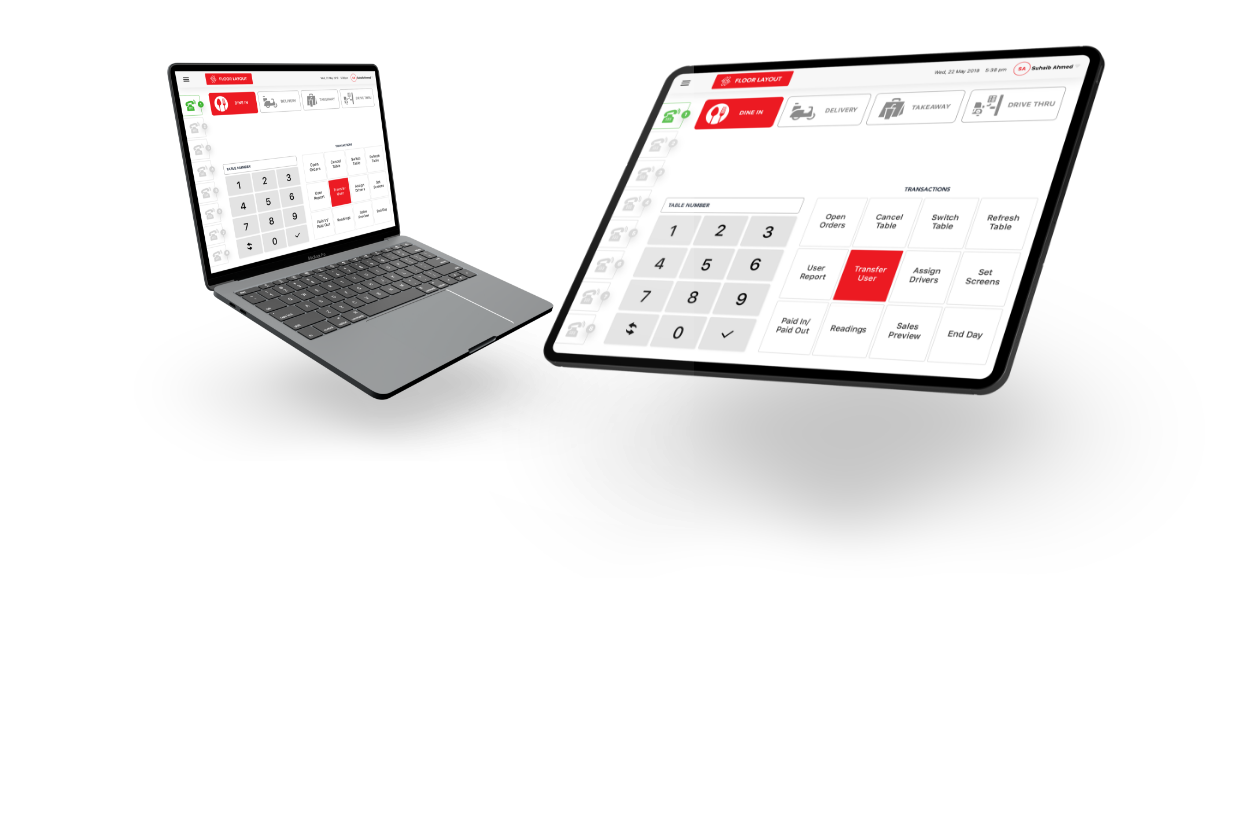 FLOOR LAYOUT
DINE IN
DELIVERY
TAKEAWAY
DRIVE THRU
TRANSACTIONS
TABLE NUMBER
1 2 3
4 5 6
7 8 9
0
Open
Orders
Cancel
Table
Switch
Table
Refresh
Table
User
Report
Transfer
User
Assign
Drivers
Set
Screens
Paid In/
Paid Out
Readings
Sales
Preview
End Day
FLOOR LAYOUT
Wed, 22 May 2019 5:38 pm
SA Sohaib Ahmed
DINE IN
DELIVERY
TAKEAWAY
DRIVE THRU
TRANSACTIONS
TABLE NUMBER
1 2 3
4 5 6
7 8 9
0
Open
Orders
Cancel
Table
Switch
Table
Refresh
Table
User
Report
Transfer
User
Assign
Drivers
Set
Screens
Paid In/
Paid Out
Readings
Sales
Preview
End Day